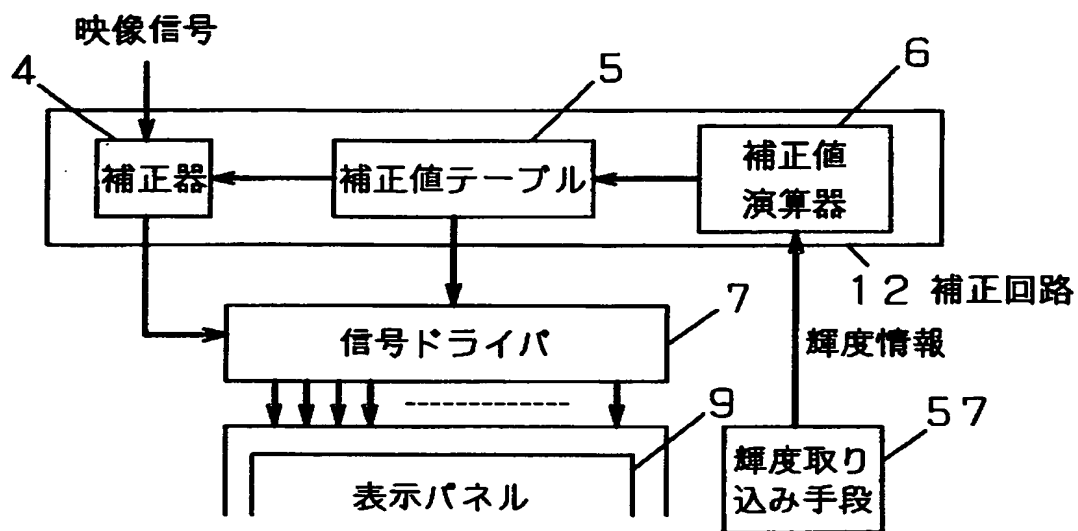 映像信号
4
5
6
補正器
補正値テーブル
補正値
演算器
12 補正回路
信号ドライバ
7
輝度情報
9
57
表示パネル
輝度取り
込み手段